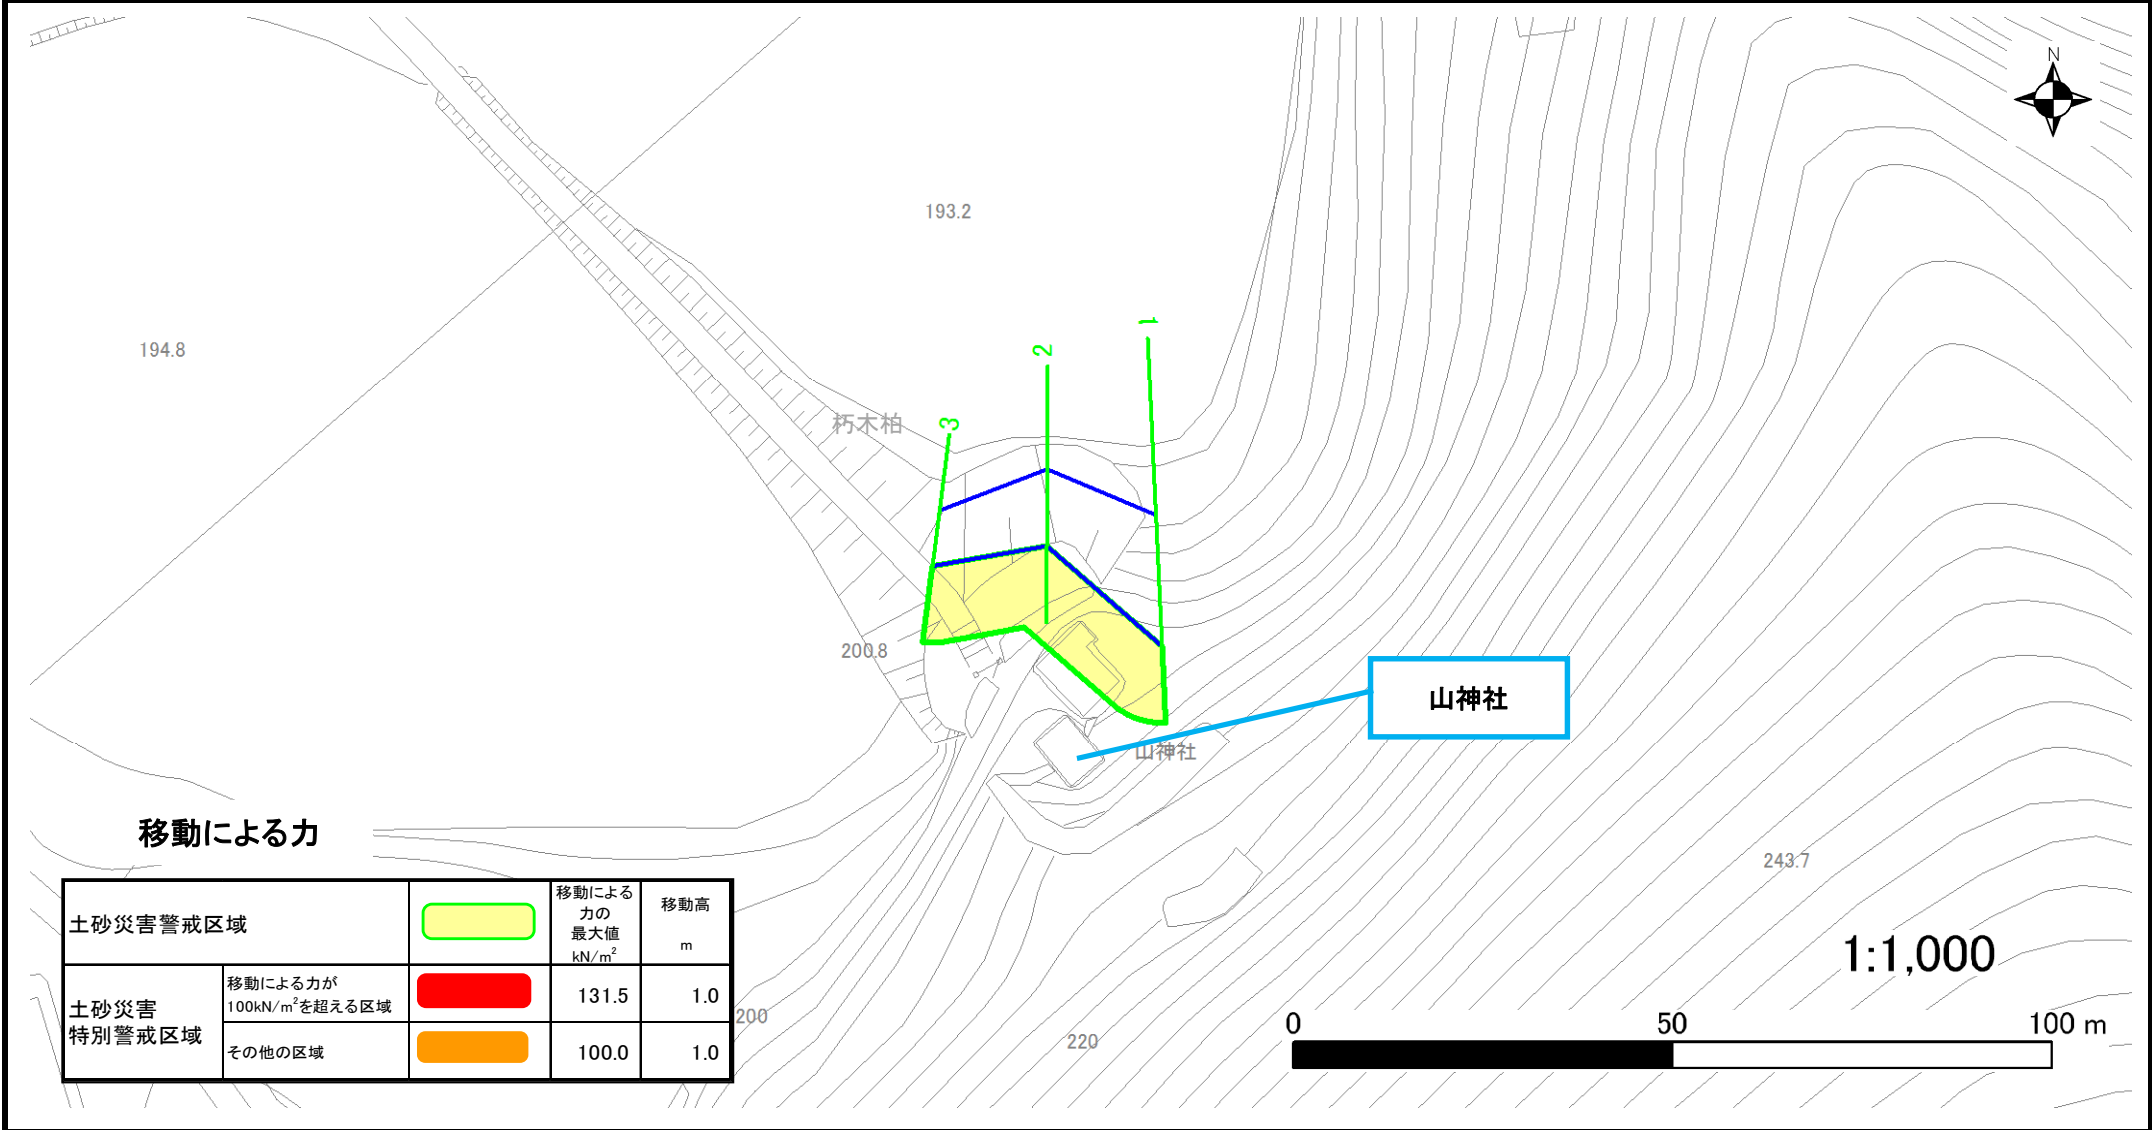 N
193.2
194.8
1
2
3
朽木柏
200.8
山神社
山神社
移動による力
243.7
土砂災害警戒区域
移動による
力の
最大値
kN/m²
移動高
m
土砂災害
特別警戒区域
移動による力が
100kN/m²を超える区域
131.5
1.0
その他の区域
100.0
1.0
200
220
1:1,000
0
50
100 m